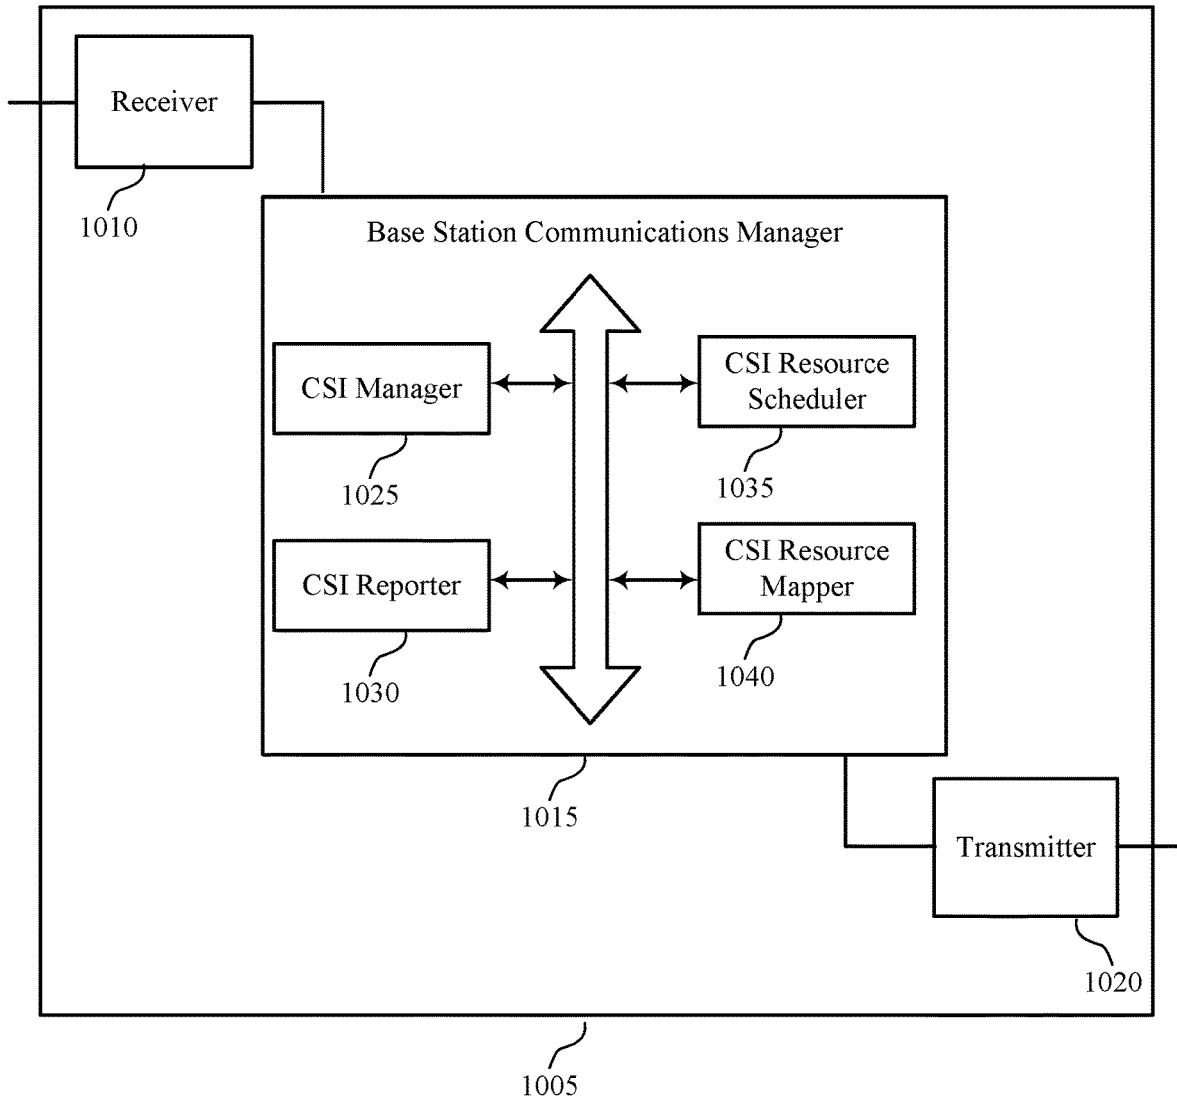 Receiver
1010
Base Station Communications Manager
CSI Manager
1025
CSI Resource
Scheduler
1035
CSI Reporter
1030
CSI Resource
Mapper
1040
1015
Transmitter
1020
1005